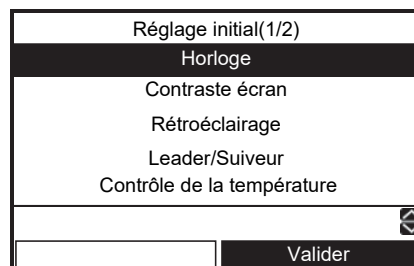 Réglage initial(1/2)
Horloge
Contraste écran
Rétroéclairage
Leader/Suiveur
Contrôle de la température
Valider